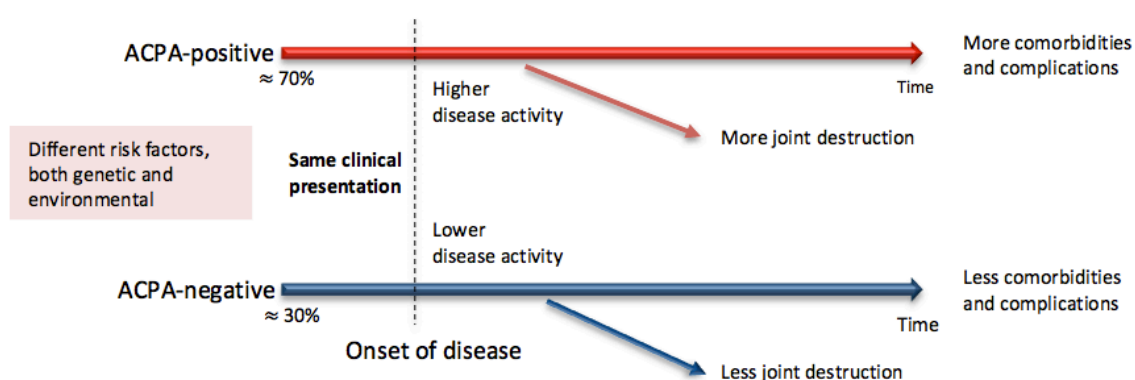 ACPA-positive
≈ 70%
More comorbidities
and complications
Time
Higher
disease activity
More joint destruction
Different risk factors,
both genetic and
environmental
Same clinical
presentation
Lower
disease activity
ACPA-negative
≈ 30%
Less comorbidities
and complications
Time
Onset of disease
Less joint destruction